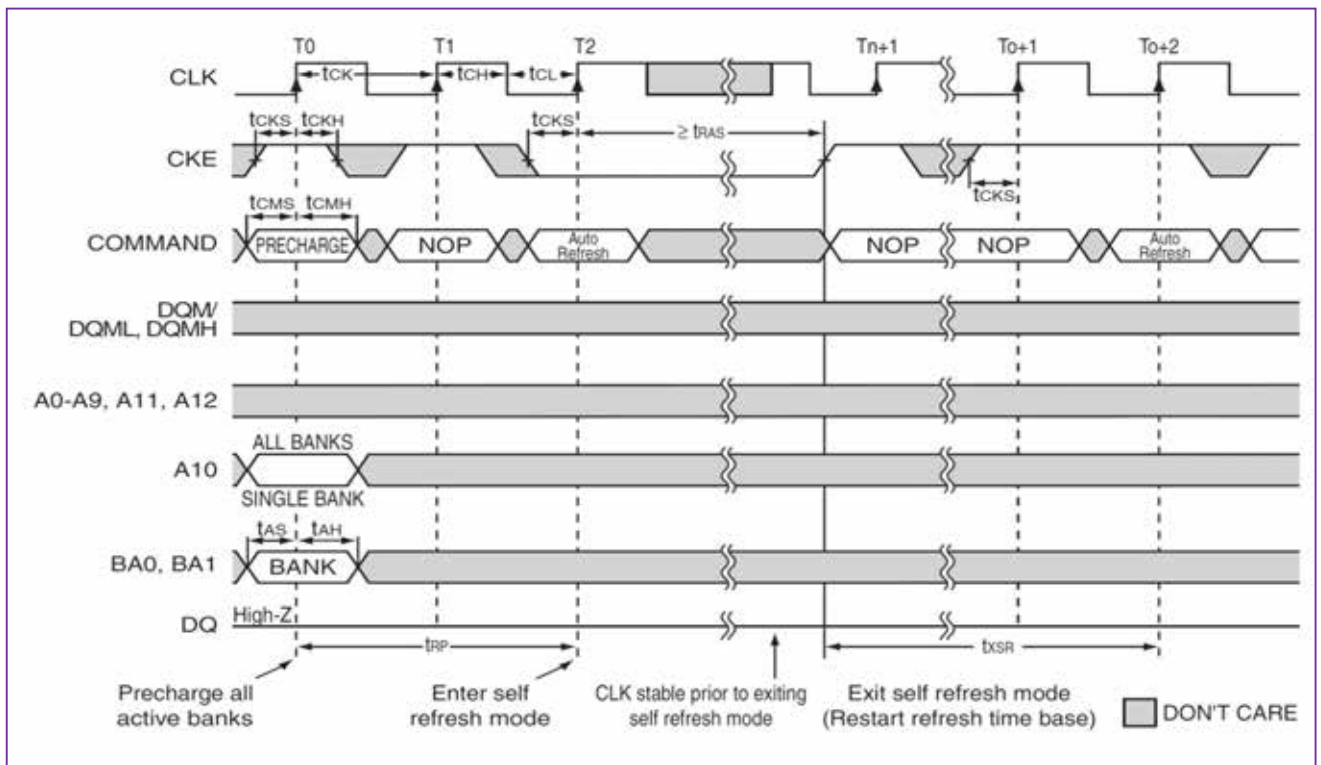 T0 T1 T2 Tn+1 To+1 To+2
CLK
tCK tCH tCL
tCKS tCKH tCKS ≥ tRAS
CKE
tCKS
tCMS tCMH
COMMAND PRECHARGE NOP Auto Refresh NOP NOP Auto Refresh
DQM/
DQML, DQMH
A0-A9, A11, A12
ALL BANKS
A10
SINGLE BANK
tAS tAH
BA0, BA1 BANK
High-Z
DQ
tRP tXSR
Precharge all
active banks
Enter self
refresh mode
CLK stable prior to exiting
self refresh mode
Exit self refresh mode
(Restart refresh time base)
DON'T CARE